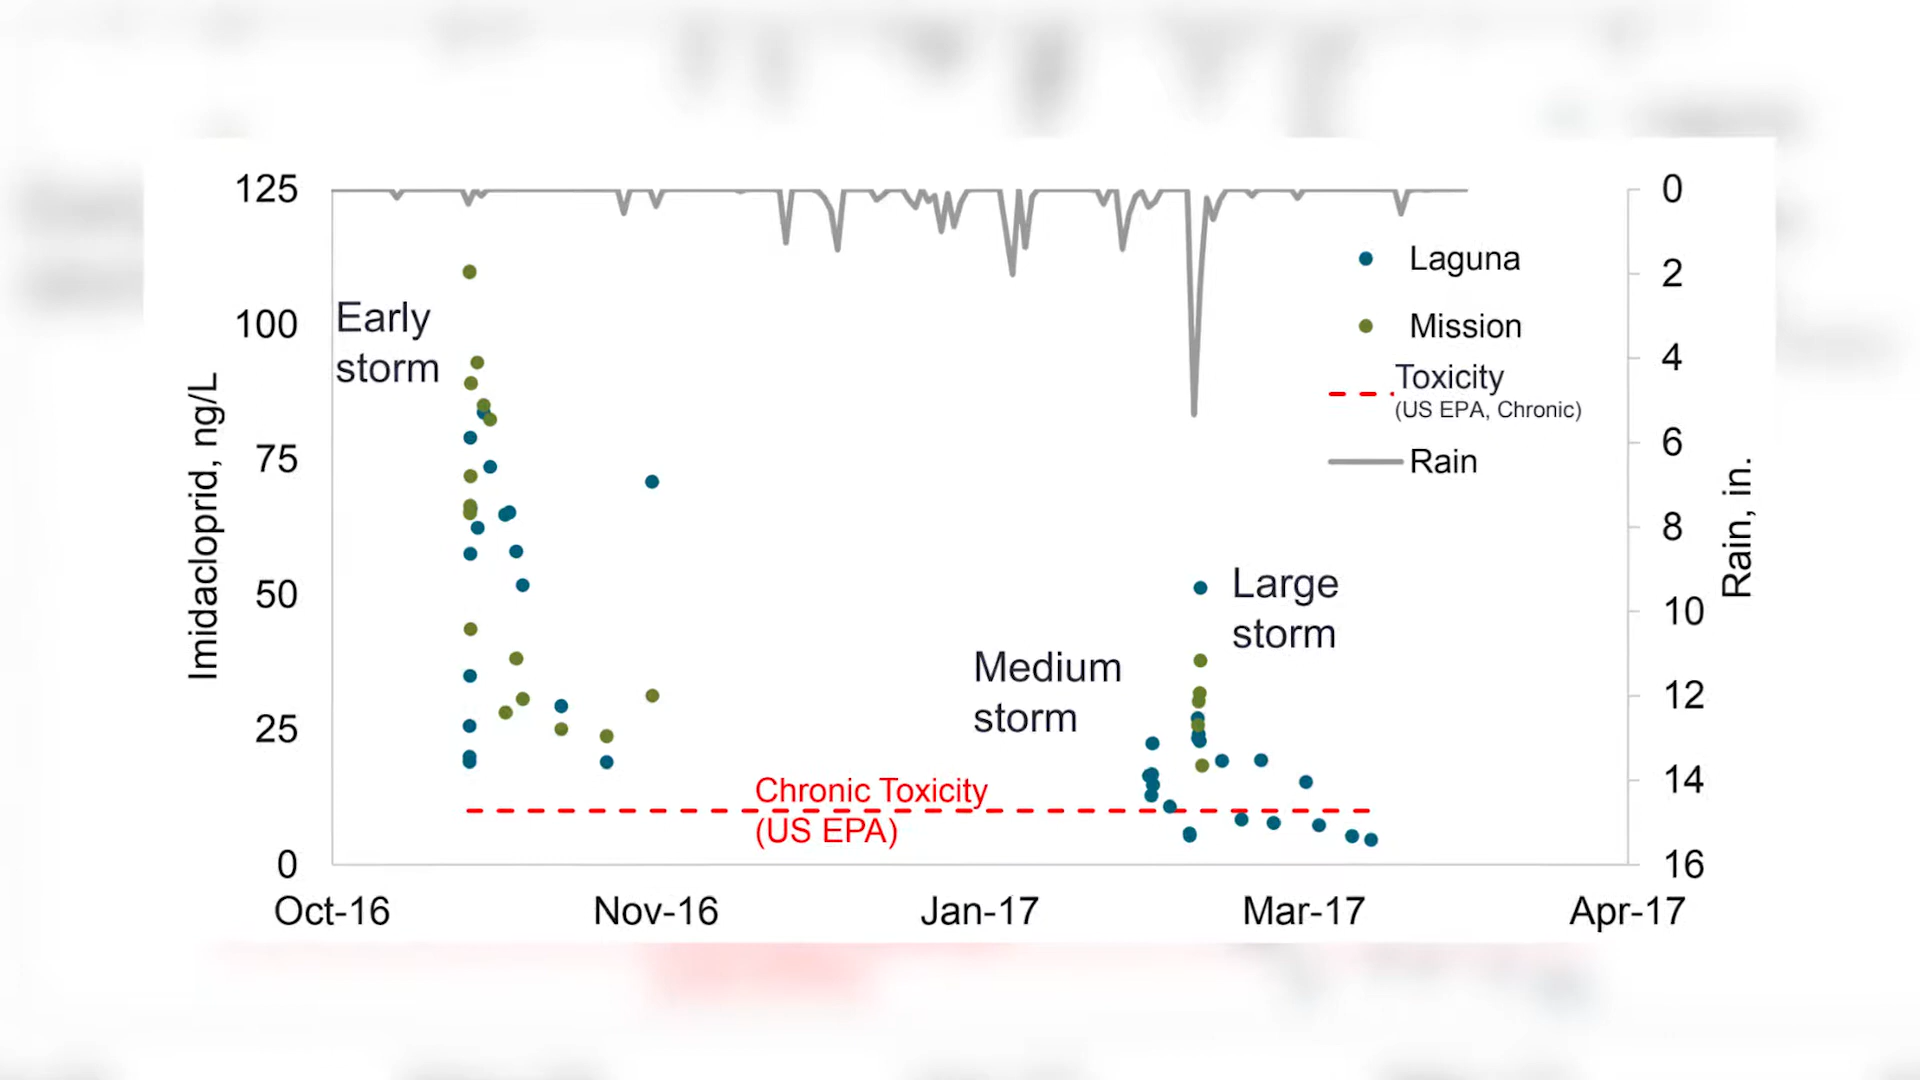 125
100
75
50
25
0
Imidacloprid, ng/L
Early
storm
Chronic Toxicity
(US EPA)
Medium
storm
Large
storm
Laguna
Mission
Toxicity
(US EPA, Chronic)
Rain
0
2
4
6
8
10
12
14
16
Rain, in.
Oct-16
Nov-16
Jan-17
Mar-17
Apr-17